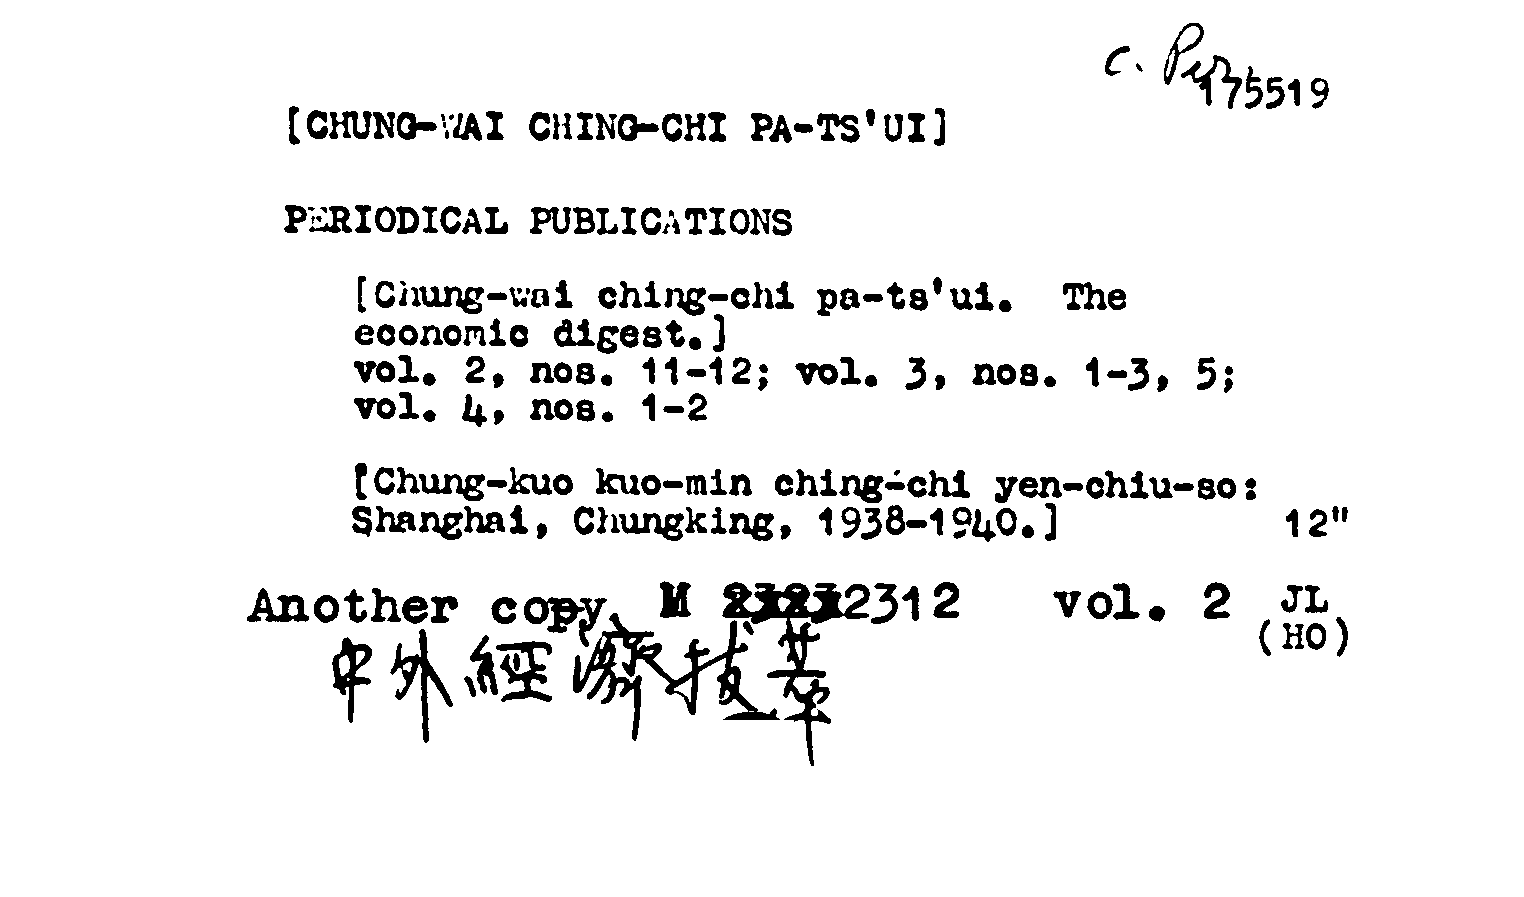 c. Per.
175519
[CHUNG-WAI CHING-CHI PA-TS'UI]
PERIODICAL PUBLICATIONS
[Chung-wai ching-chi pa-ts'ui. The
economic digest.]
vol. 2, nos. 11-12; vol. 3, nos. 1-3, 5;
vol. 4, nos. 1-2
[Chung-kuo kuo-min ching-chi yen-chiu-so:
Shanghai, Chungking, 1938-1940.] 12"
Another copy. M 2312 vol. 2 JL
(HO)
中外經濟拔萃